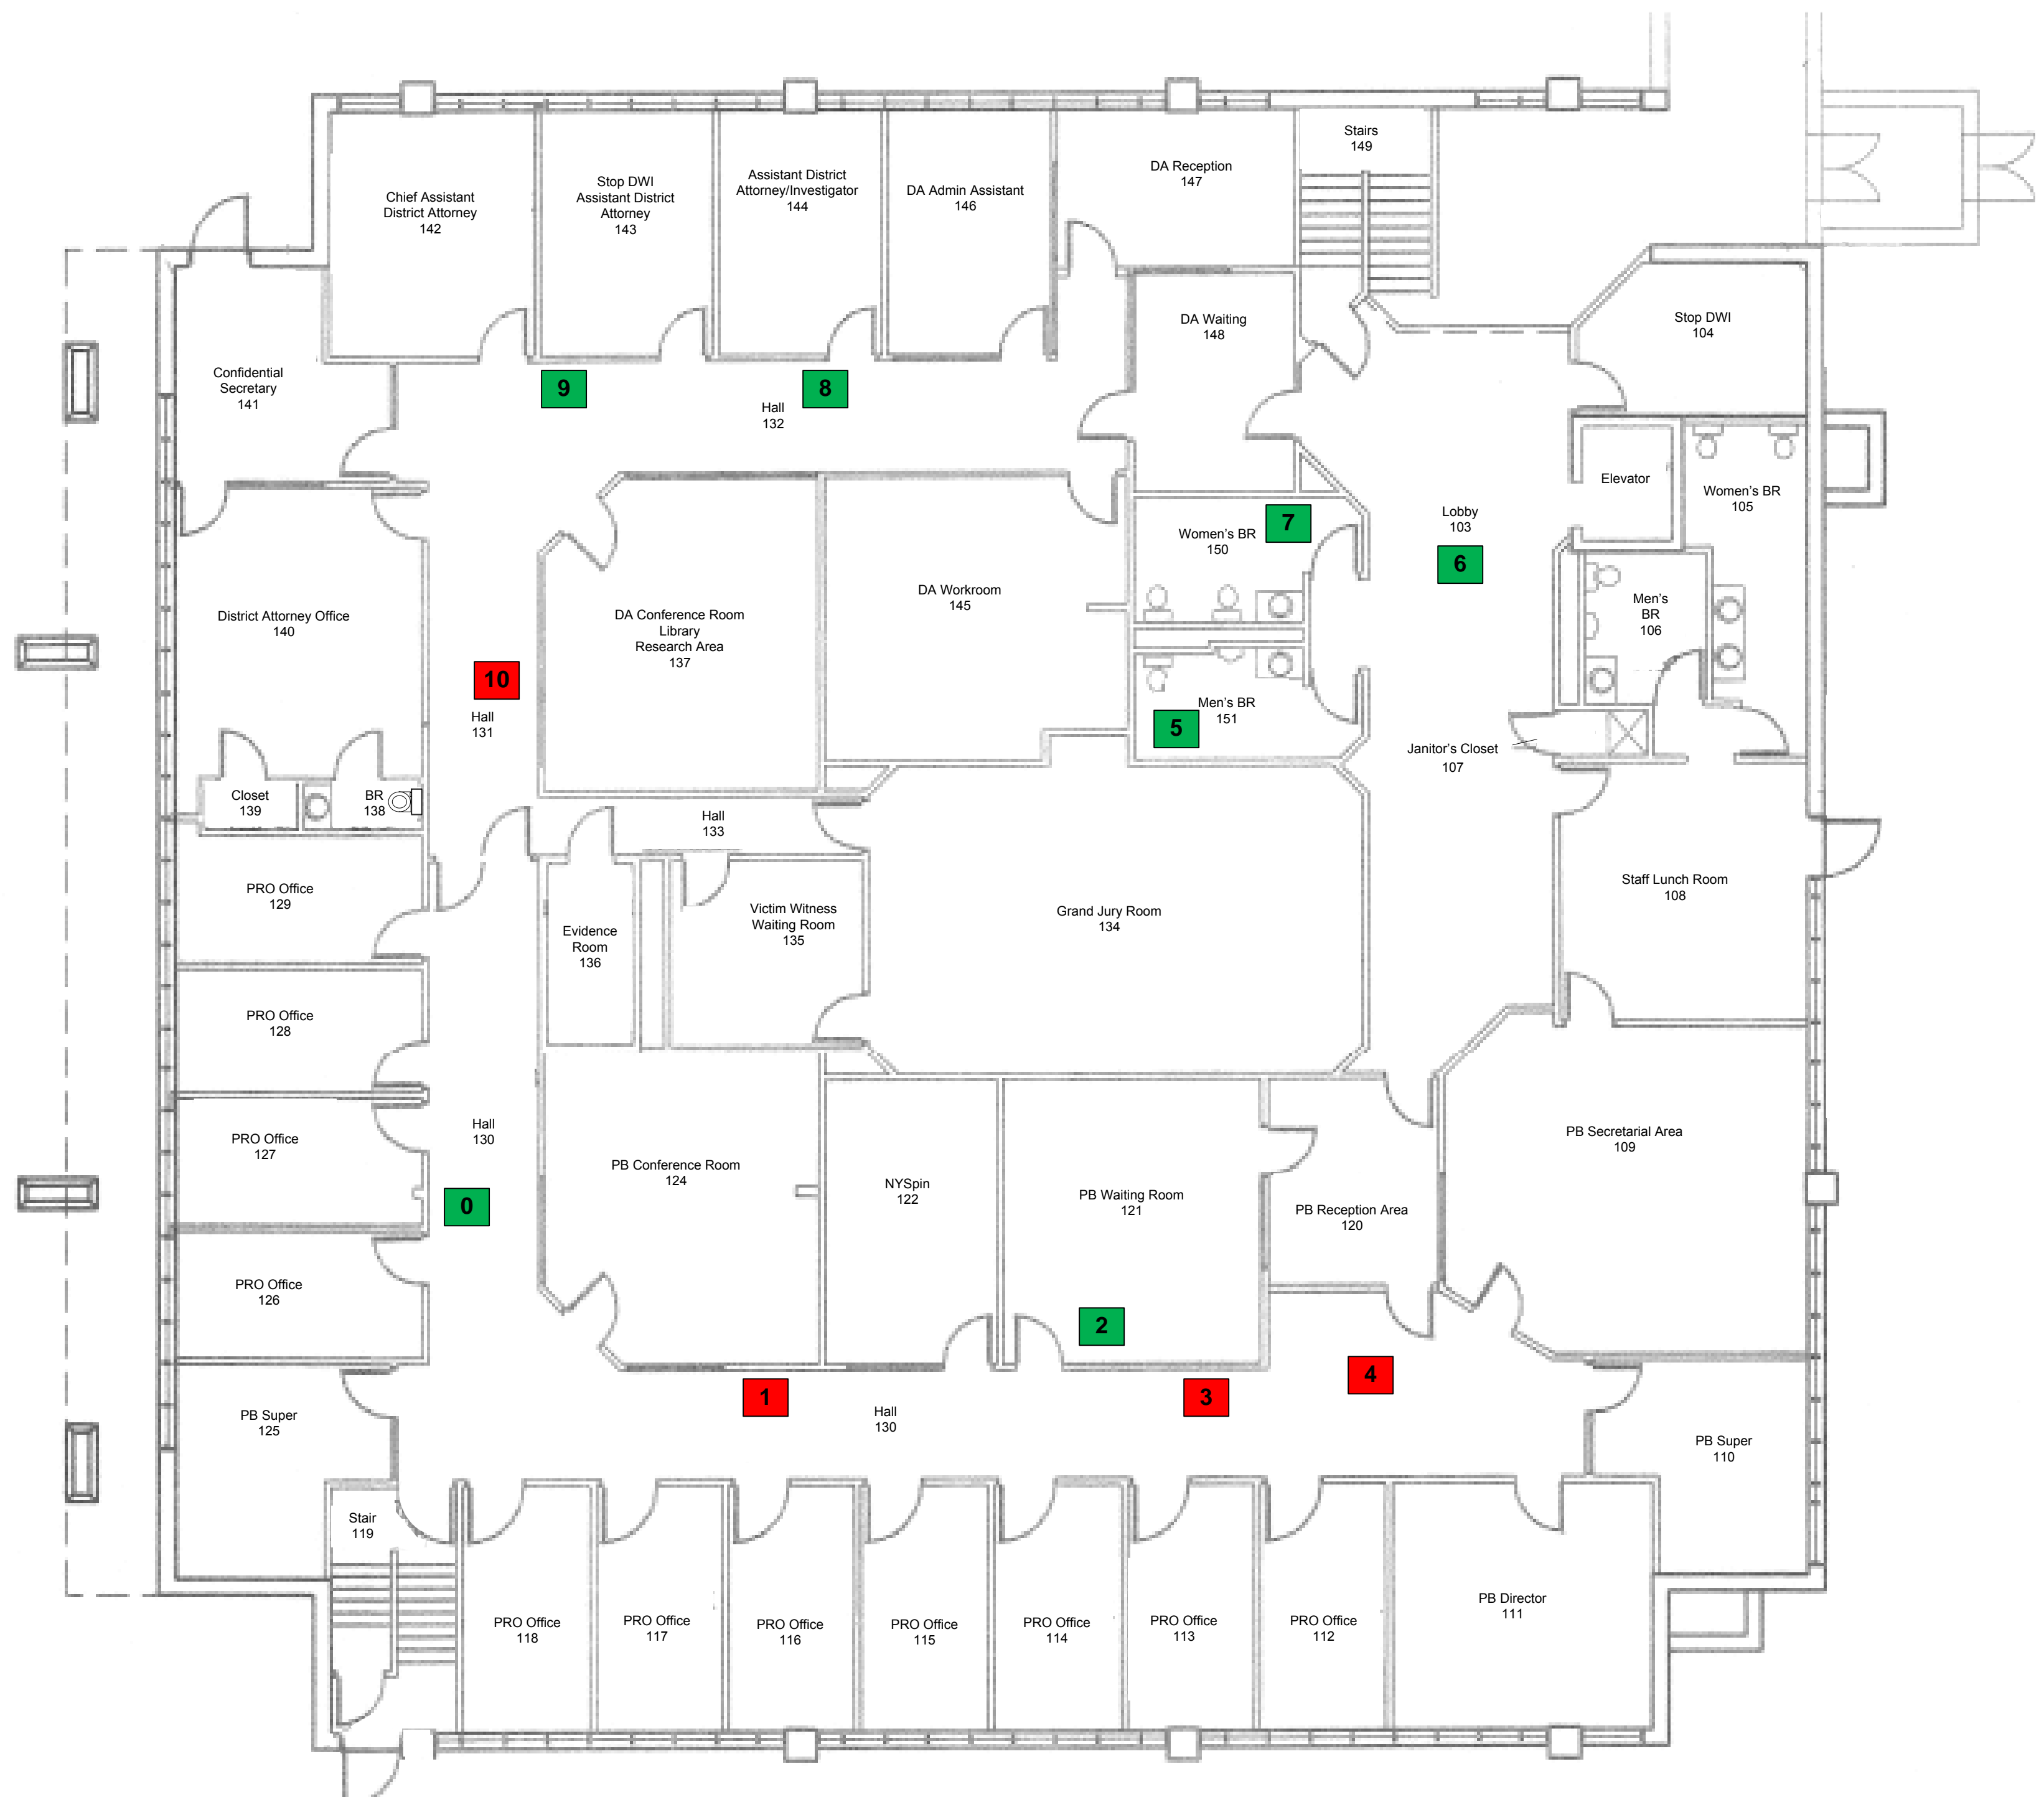 Stairs
149
DA Reception
147
Assistant District
Attorney/Investigator
144
Stop DWI
Assistant District
Attorney
143
DA Admin Assistant
146
Chief Assistant
District Attorney
142
DA Waiting
148
Stop DWI
104
Confidential
Secretary
141
9
8
Hall
132
Elevator
Women's BR
105
Lobby
103
7
Women's BR
150
6
DA Workroom
145
Men's
BR
106
District Attorney Office
140
DA Conference Room
Library
Research Area
137
10
Hall
131
5
Men's BR
151
Janitor's Closet
107
Closet
139
BR
138
Hall
133
PRO Office
129
Staff Lunch Room
108
Victim Witness
Waiting Room
135
Grand Jury Room
134
Evidence
Room
136
PRO Office
128
Hall
130
PRO Office
127
PB Secretarial Area
109
PB Conference Room
124
NYSpin
122
PB Waiting Room
121
PB Reception Area
120
0
PRO Office
126
2
4
1
3
PB Super
125
Hall
130
PB Super
110
Stair
119
PRO Office
118
PRO Office
117
PRO Office
116
PRO Office
115
PRO Office
114
PRO Office
113
PRO Office
112
PB Director
111